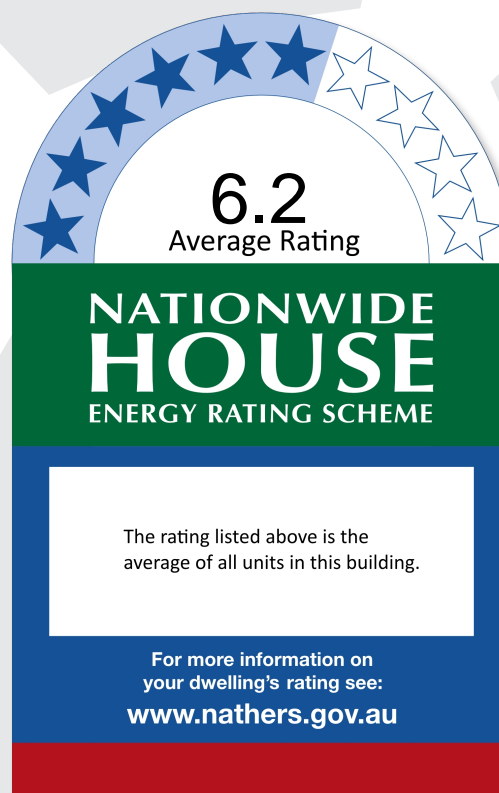 6.2
Average Rating
NATIONWIDE
HOUSE
ENERGY RATING SCHEME
The rating listed above is the
average of all units in this building.
For more information on
your dwelling's rating see:
www.nathers.gov.au